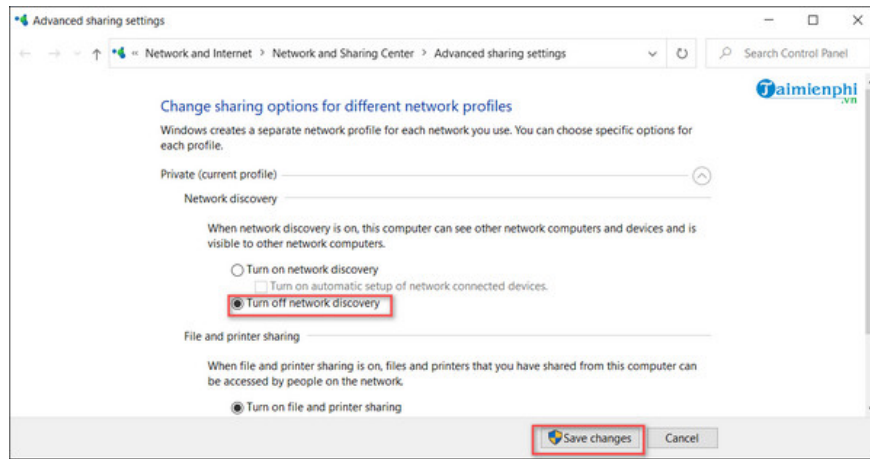 Advanced sharing settings
« Network and Internet > Network and Sharing Center > Advanced sharing settings
Search Control Panel
Taimienphi
.vn
Change sharing options for different network profiles
Windows creates a separate network profile for each network you use. You can choose specific options for
each profile.
Private (current profile)
Network discovery
When network discovery is on, this computer can see other network computers and devices and is
visible to other network computers.
Turn on network discovery
Turn on automatic setup of network connected devices.
Turn off network discovery
File and printer sharing
When file and printer sharing is on, files and printers that you have shared from this computer can
be accessed by people on the network.
Turn on file and printer sharing
Save changes
Cancel